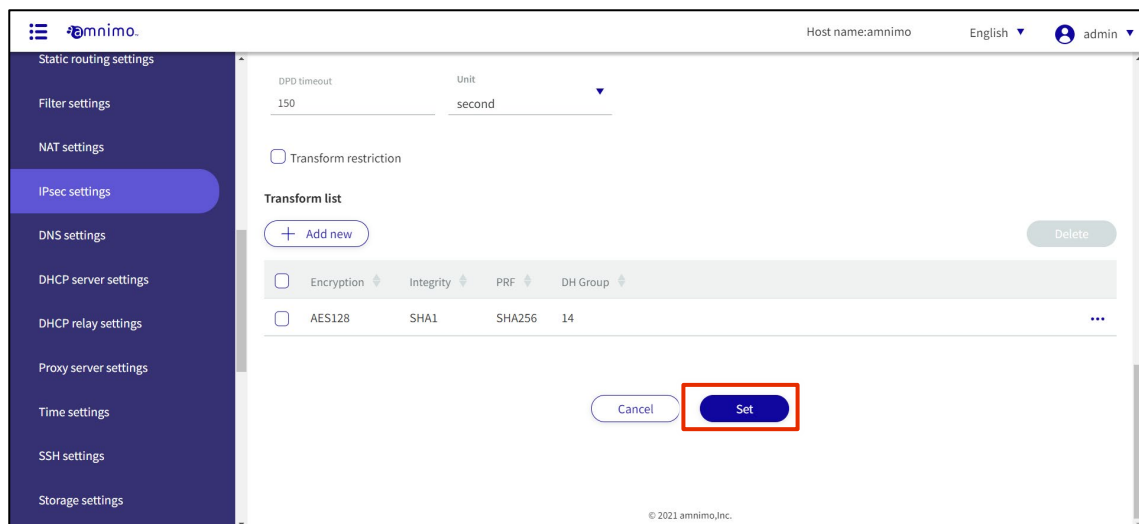 amnimo
Host name:amnimo
English
admin
Static routing settings
Filter settings
NAT settings
IPsec settings
DNS settings
DHCP server settings
DHCP relay settings
Proxy server settings
Time settings
SSH settings
Storage settings
DPD timeout
Unit
150
second
Transform restriction
Transform list
+ Add new
Delete
Encryption Integrity PRF DH Group
AES128 SHA1 SHA256 14
Cancel
Set
© 2021 amnimo,Inc.